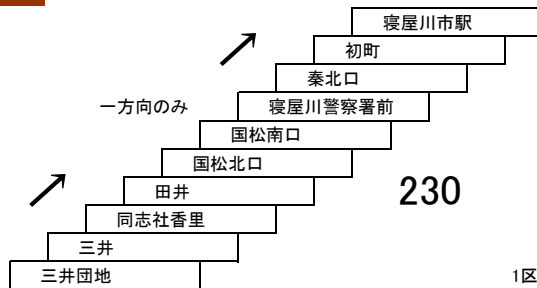 寝屋川市駅
初町
秦北口
一方向のみ 寝屋川警察署前
国松南口
国松北口
田井 230
同志社香里
三井
三井団地 1区